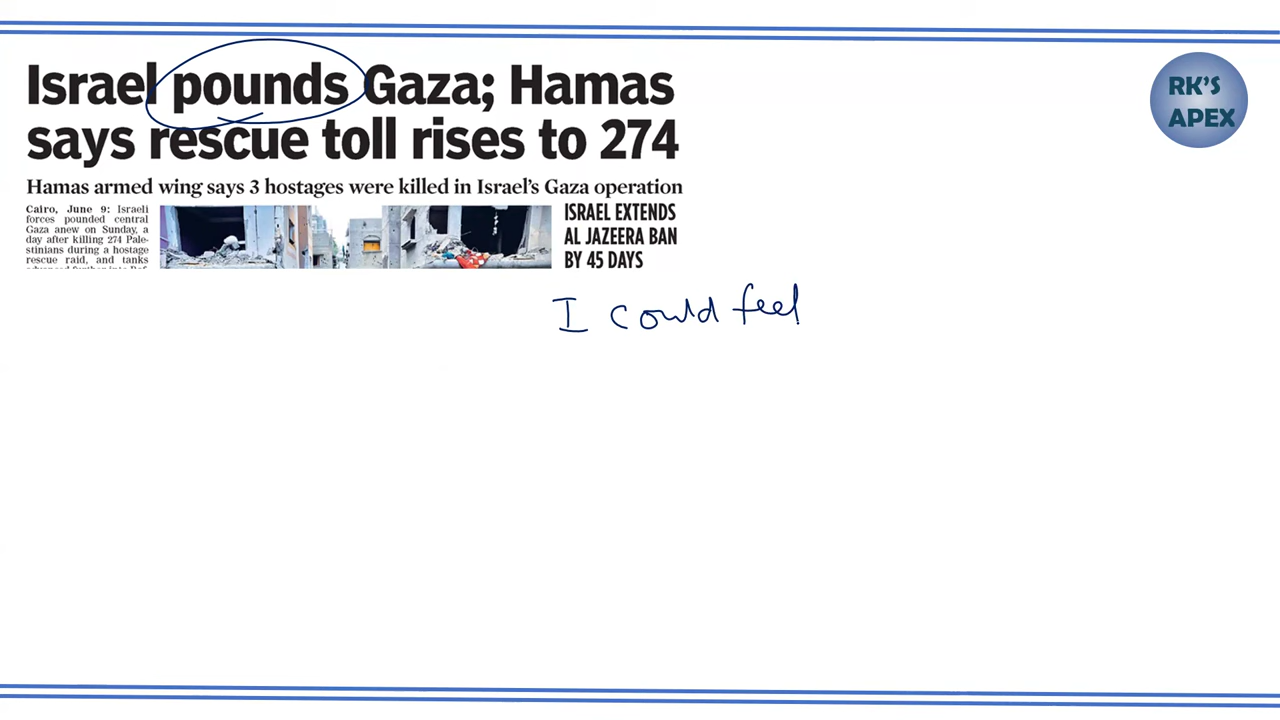 Israel pounds Gaza; Hamas
says rescue toll rises to 274
Hamas armed wing says 3 hostages were killed in Israel's Gaza operation
Cairo, June 9: Israeli
forces pounded central
Gaza anew on Sunday, a
day after killing 274 Pale-
stinians during a hostage
rescue raid, and tanks
ISRAEL EXTENDS
AL JAZEERA BAN
BY 45 DAYS
I could feel
RK'S
APEX